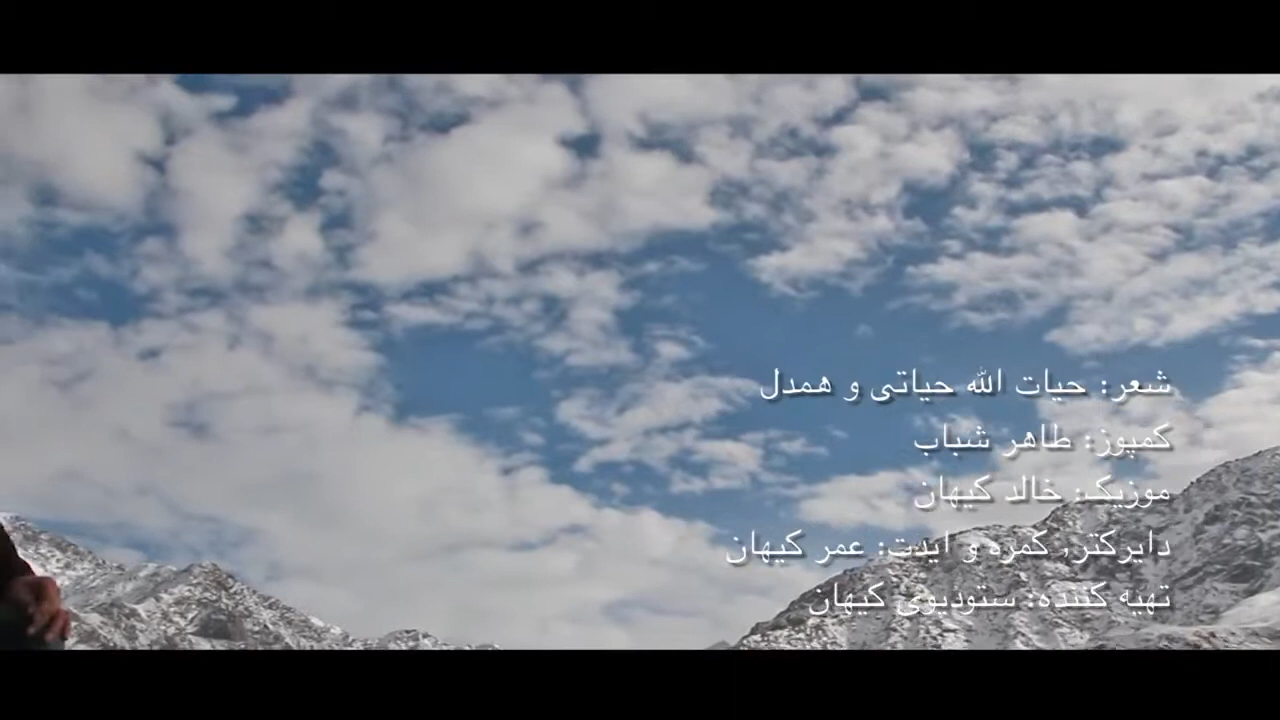 شعر: حیات الله حیاتی و همدل
کمپوز: طاهر شباب
موزیک: خالد کیهان
دایرکتر, کمره و ایدت: عمر کیهان
تهیه کننده: ستودیوی کیهان